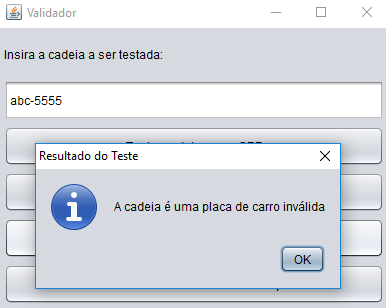 Validador
Insira a cadeia a ser testada:
abc-5555
Resultado do Teste
A cadeia é uma placa de carro inválida
OK